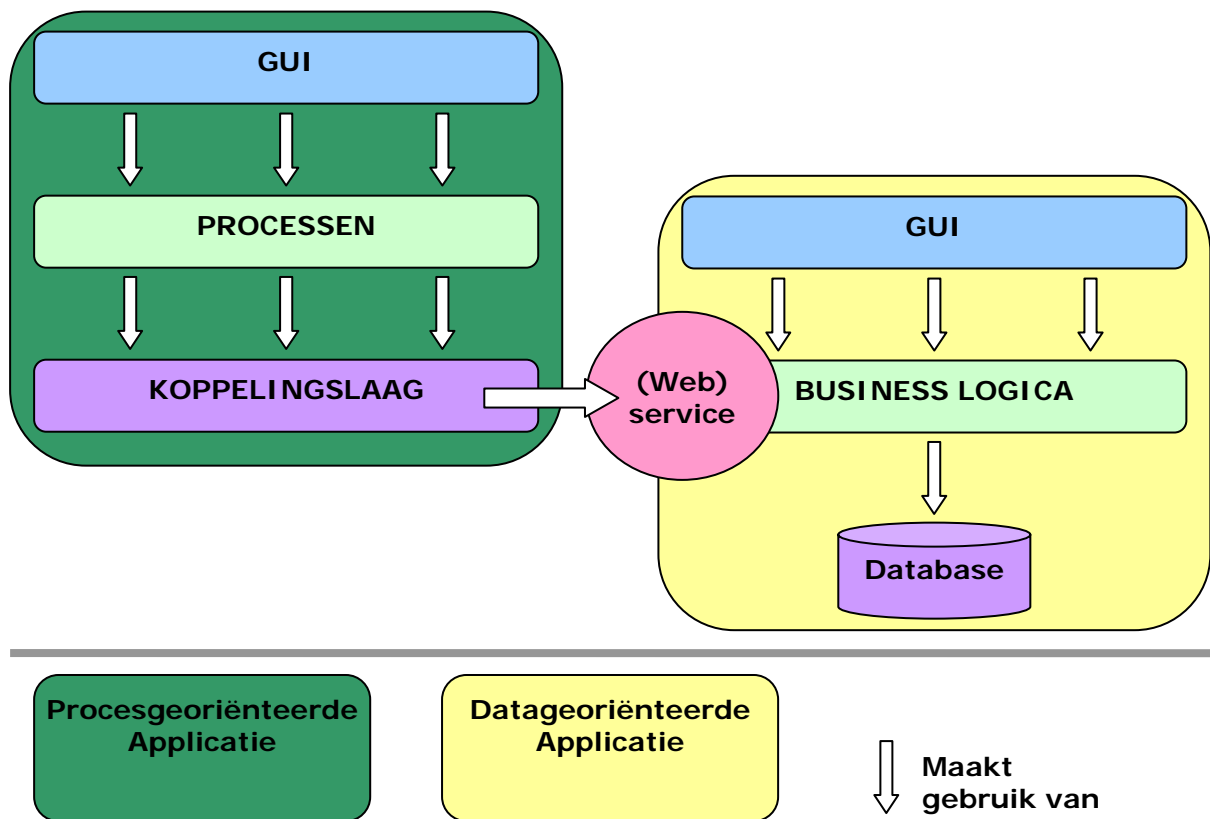 GUI
PROCESSEN
KOPPELINGSLAAG
(Web)
service
GUI
BUSINESS LOGICA
Database
Procesgeoriënteerde
Applicatie
Datageoriënteerde
Applicatie
Maakt
gebruik van